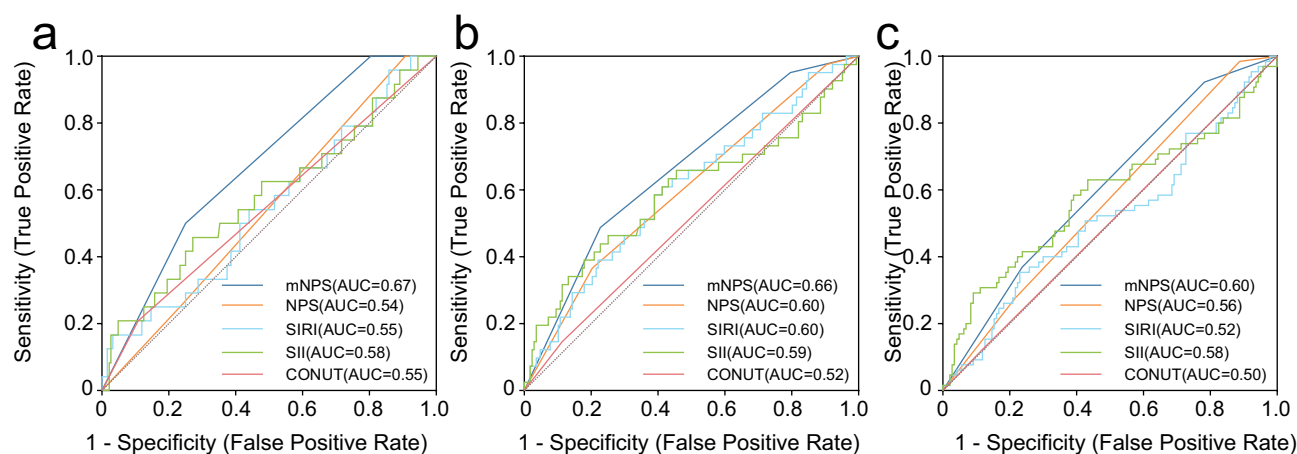 a
Sensitivity (True Positive Rate)
1.0
0.8
0.6
0.4
0.2
0
mNPS(AUC=0.67)
NPS(AUC=0.54)
SIRI(AUC=0.55)
SII(AUC=0.58)
CONUT(AUC=0.55)
0 0.2 0.4 0.6 0.8 1.0
1 - Specificity (False Positive Rate)
b
Sensitivity (True Positive Rate)
1.0
0.8
0.6
0.4
0.2
0
mNPS(AUC=0.66)
NPS(AUC=0.60)
SIRI(AUC=0.60)
SII(AUC=0.59)
CONUT(AUC=0.52)
0 0.2 0.4 0.6 0.8 1.0
1 - Specificity (False Positive Rate)
c
Sensitivity (True Positive Rate)
1.0
0.8
0.6
0.4
0.2
0
mNPS(AUC=0.60)
NPS(AUC=0.56)
SIRI(AUC=0.52)
SII(AUC=0.58)
CONUT(AUC=0.50)
0 0.2 0.4 0.6 0.8 1.0
1 - Specificity (False Positive Rate)